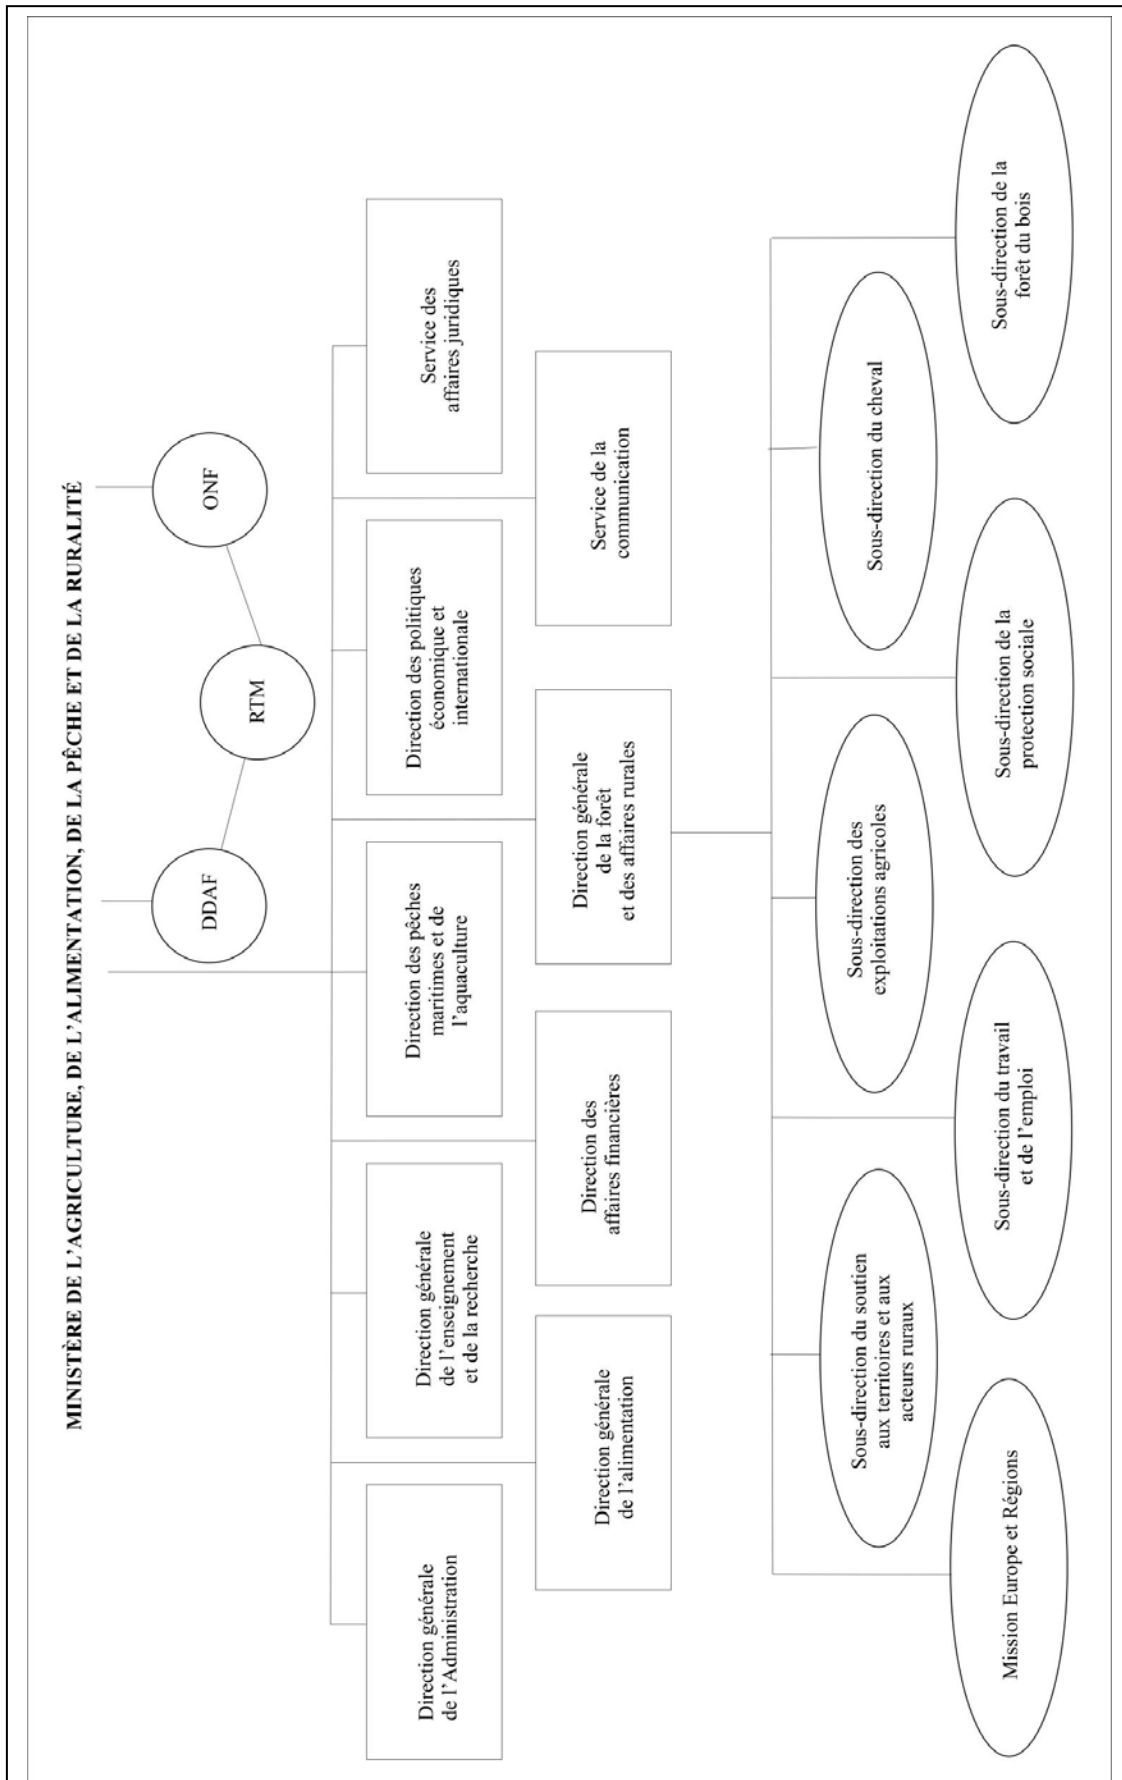 MINISTÈRE DE L'AGRICULTURE, DE L'ALIMENTATION, DE LA PÊCHE ET DE LA RURALITÉ
DDAF
RTM
ONF
Direction générale
de l'Administration
Direction générale
de l'enseignement
et de la recherche
Direction des pêches
maritimes et de
l'aquaculture
Direction des politiques
économique et
internationale
Service des
affaires juridiques
Direction générale
de l'alimentation
Direction des
affaires financières
Direction générale
de la forêt
et des affaires rurales
Service de la
communication
Sous-direction du soutien
aux territoires et aux
acteurs ruraux
Sous-direction des
exploitations agricoles
Sous-direction du cheval
Mission Europe et Régions
Sous-direction du travail
et de l'emploi
Sous-direction de la
protection sociale
Sous-direction de la
forêt du bois